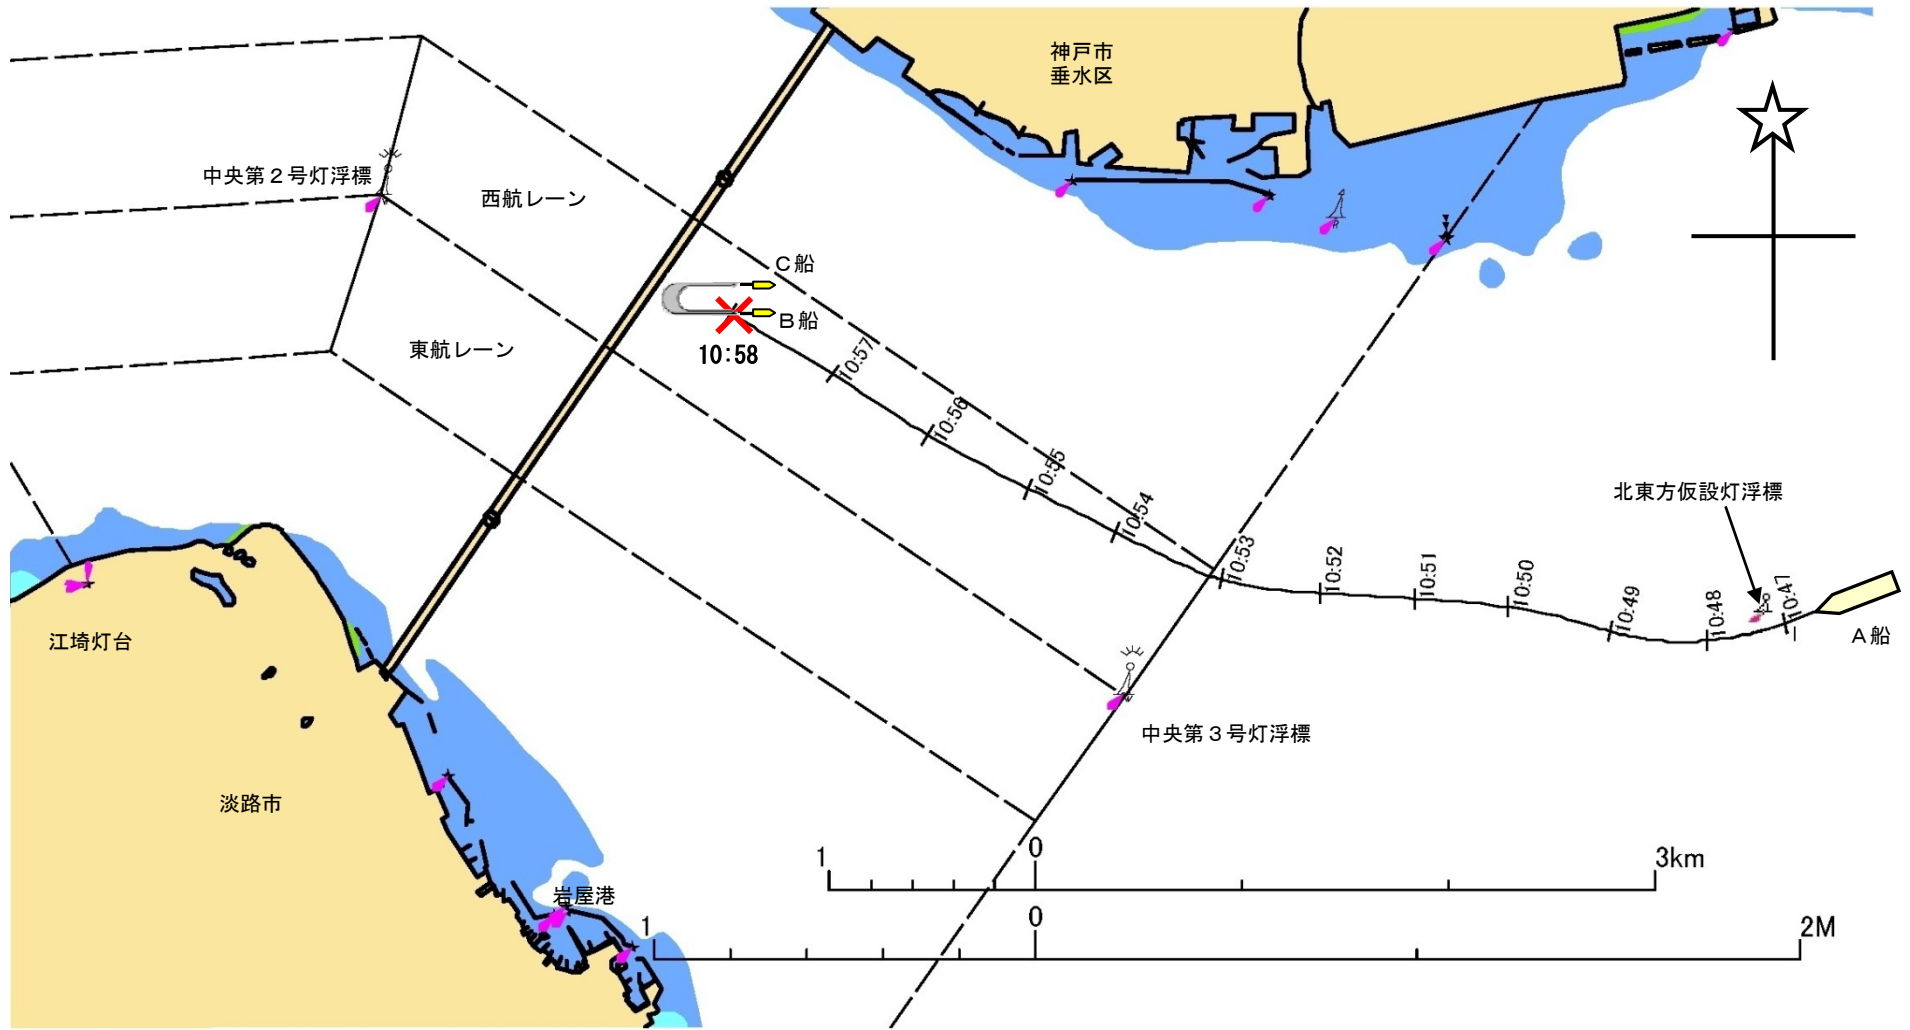 神戸市
垂水区
中央第２号灯浮標
西航レーン
C船
B船
10:58
東航レーン
10:57
10:56
10:55
10:54
10:53
10:52
10:51
10:50
10:49
10:48
10:47
北東方仮設灯浮標
A船
江埼灯台
中央第３号灯浮標
淡路市
岩屋港
R
1 0 3km
1 0 2M